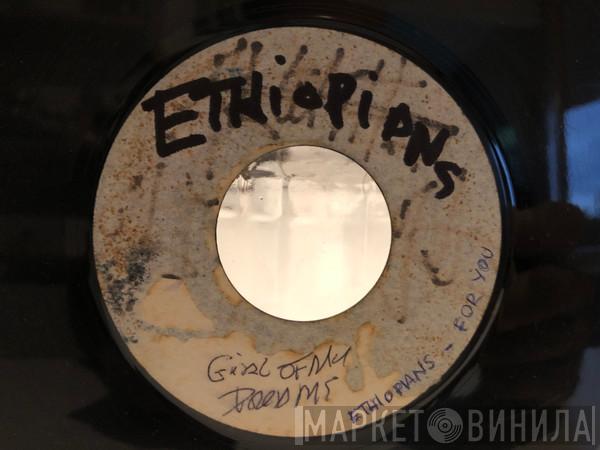 ETHiOPiANS
GiRL OF MY
DREAMS
ETHIOPIANS - FOR YOU
МАРКЕТ ВИНИЛА